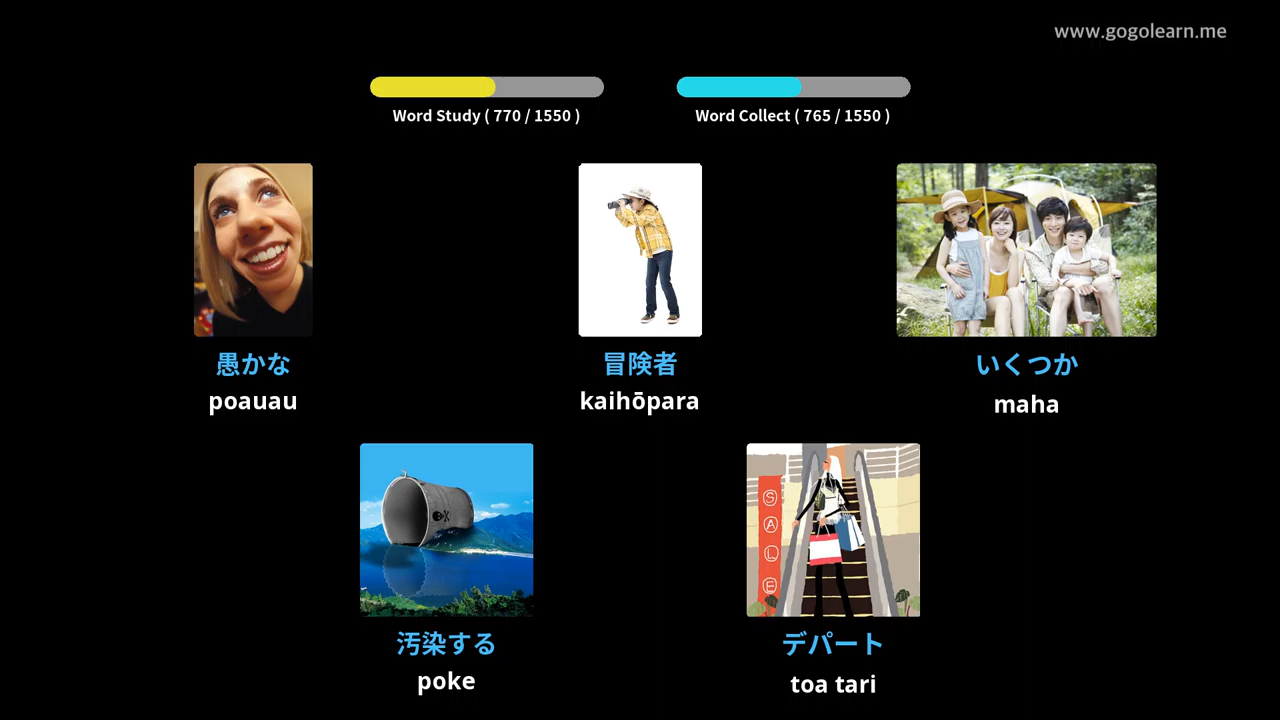 www.gogolearn.me
Word Study ( 770 / 1550 )
Word Collect ( 765 / 1550 )
愚かな
poauau
冒険者
kaihōpara
いくつか
maha
SALE
汚染する
poke
デパート
toa tari